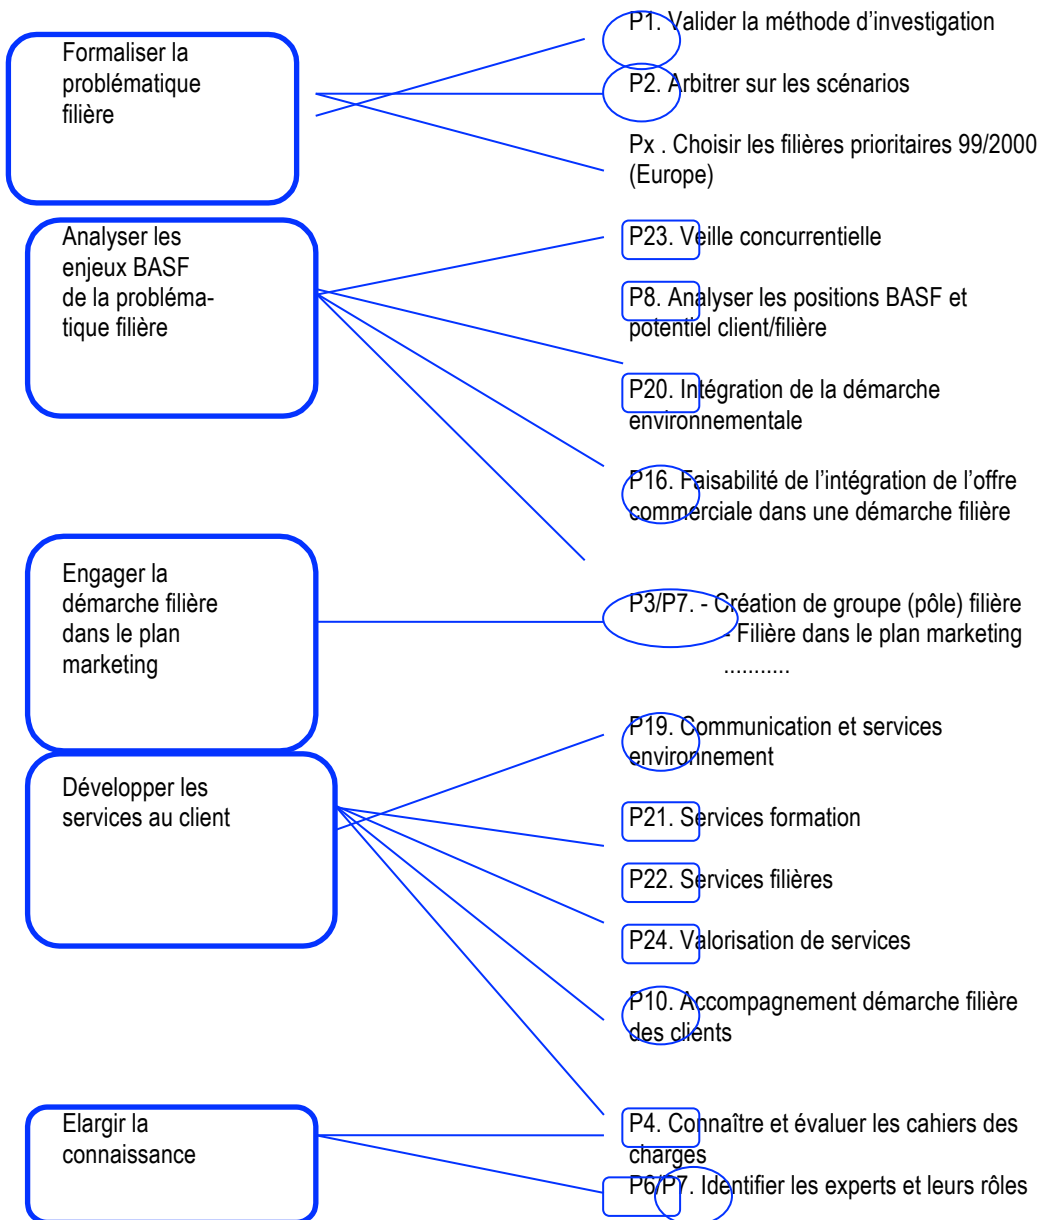 Formaliser la
problématique
filière
P1. Valider la méthode d’investigation
P2. Arbitrer sur les scénarios
Px . Choisir les filières prioritaires 99/2000
(Europe)
Analyser les
enjeux BASF
de la probléma-
tique filière
P23. Veille concurrentielle
P8. Analyser les positions BASF et
potentiel client/filière
P20. Intégration de la démarche
environnementale
P16. Faisabilité de l’intégration de l’offre
commerciale dans une démarche filière
Engager la
démarche filière
dans le plan
marketing
P3/P7. - Création de groupe (pôle) filière
- Filière dans le plan marketing
...........
Développer les
services au client
P19. Communication et services
environnement
P21. Services formation
P22. Services filières
P24. Valorisation de services
P10. Accompagnement démarche filière
des clients
Elargir la
connaissance
P4. Connaître et évaluer les cahiers des
charges
P6/P7. Identifier les experts et leurs rôles